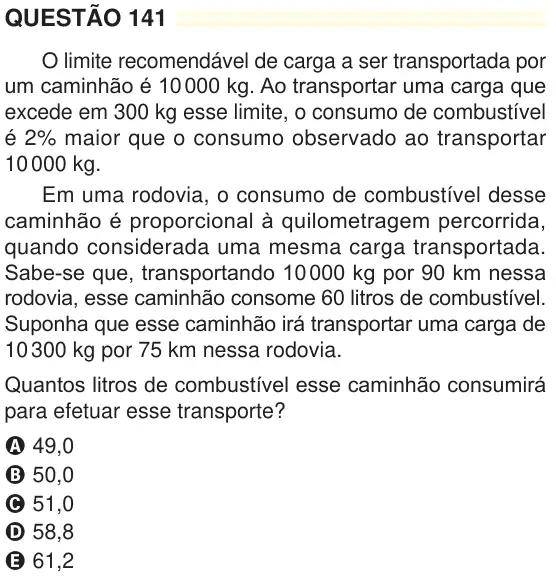 QUESTÃO 141
O limite recomendável de carga a ser transportada por
um caminhão é 10 000 kg. Ao transportar uma carga que
excede em 300 kg esse limite, o consumo de combustível
é 2% maior que o consumo observado ao transportar
10 000 kg.
Em uma rodovia, o consumo de combustível desse
caminhão é proporcional à quilometragem percorrida,
quando considerada uma mesma carga transportada.
Sabe-se que, transportando 10 000 kg por 90 km nessa
rodovia, esse caminhão consome 60 litros de combustível.
Suponha que esse caminhão irá transportar uma carga de
10 300 kg por 75 km nessa rodovia.
Quantos litros de combustível esse caminhão consumirá
para efetuar esse transporte?
A 49,0
B 50,0
C 51,0
D 58,8
E 61,2